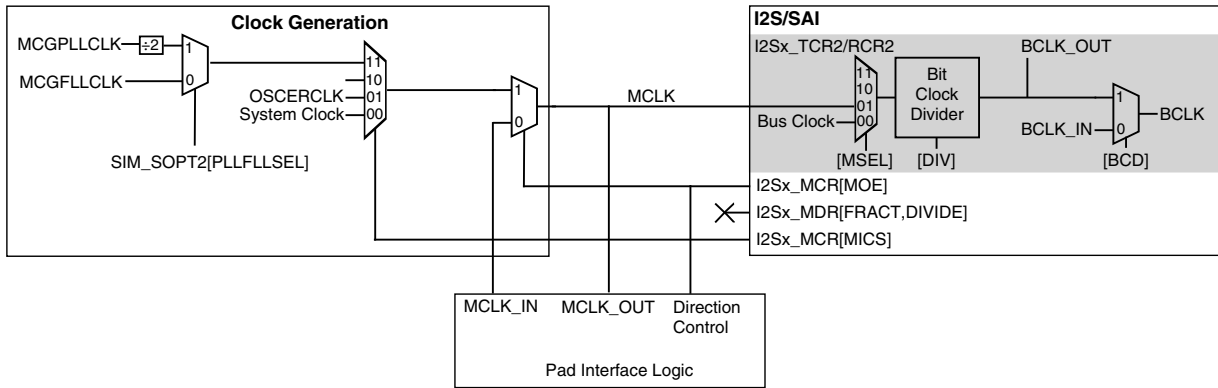 Clock Generation
MCGPLLCLK
÷2
1
MCGFLLCLK
0
SIM_SOPT2[PLLFLLSEL]
11
10
OSCERCLK
01
System Clock
00
1
0
MCLK
I2S/SAI
I2Sx_TCR2/RCR2
11
10
01
Bus Clock
00
[MSEL]
Bit
Clock
Divider
[DIV]
BCLK_OUT
1
BCLK
BCLK_IN
0
[BCD]
I2Sx_MCR[MOE]
I2Sx_MDR[FRACT,DIVIDE]
I2Sx_MCR[MICS]
MCLK_IN
MCLK_OUT
Direction
Control
Pad Interface Logic